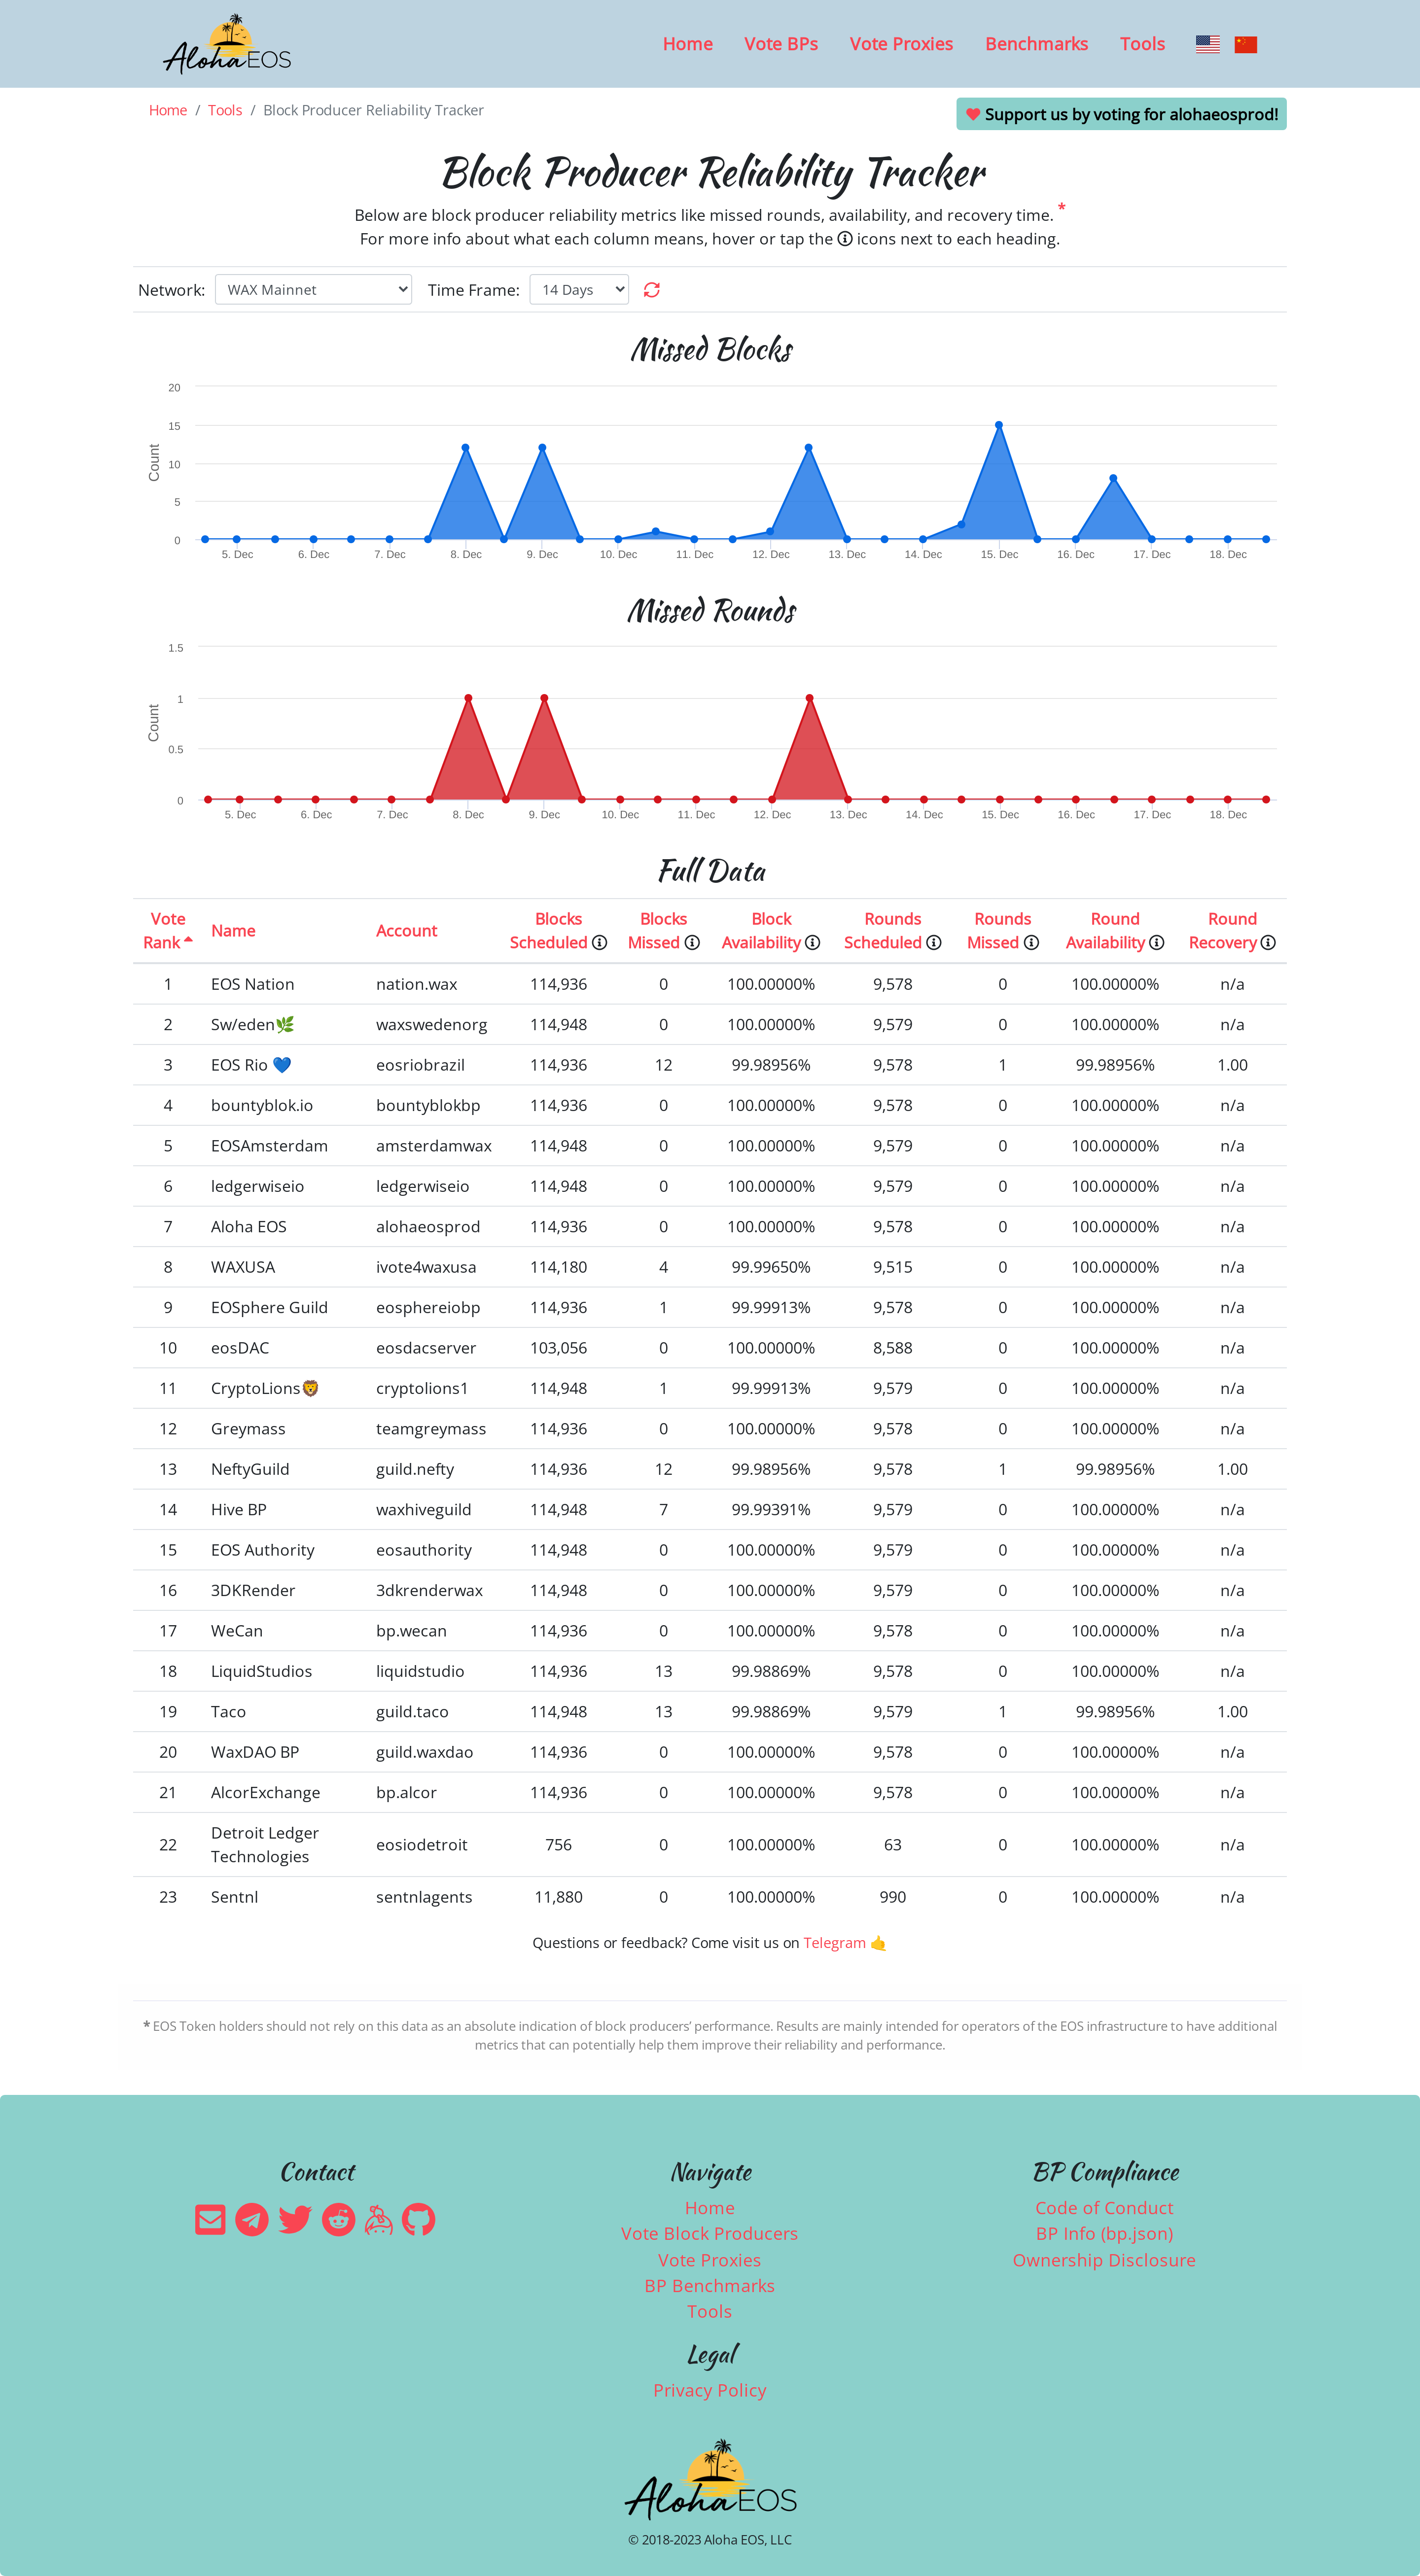 Aloha EOS
Home Vote BPs Vote Proxies Benchmarks Tools
Home / Tools / Block Producer Reliability Tracker
Support us by voting for alohaeosprod!
Block Producer Reliability Tracker
Below are block producer reliability metrics like missed rounds, availability, and recovery time. *
For more info about what each column means, hover or tap the icons next to each heading.
Network: WAX Mainnet Time Frame: 14 Days
Missed Blocks
20
15
10
5
0
Count
5. Dec 6. Dec 7. Dec 8. Dec 9. Dec 10. Dec 11. Dec 12. Dec 13. Dec 14. Dec 15. Dec 16. Dec 17. Dec 18. Dec
Missed Rounds
1.5
1
0.5
0
Count
5. Dec 6. Dec 7. Dec 8. Dec 9. Dec 10. Dec 11. Dec 12. Dec 13. Dec 14. Dec 15. Dec 16. Dec 17. Dec 18. Dec
Full Data
Vote Rank Name Account Blocks Scheduled Blocks Missed Block Availability Rounds Scheduled Rounds Missed Round Availability Round Recovery
1 EOS Nation nation.wax 114,936 0 100.00000% 9,578 0 100.00000% n/a
2 Sw/eden🌿 waxswedenorg 114,948 0 100.00000% 9,579 0 100.00000% n/a
3 EOS Rio 💙 eosriobrazil 114,936 12 99.98956% 9,578 1 99.98956% 1.00
4 bountyblok.io bountyblokbp 114,936 0 100.00000% 9,578 0 100.00000% n/a
5 EOSAmsterdam amsterdamwax 114,948 0 100.00000% 9,579 0 100.00000% n/a
6 ledgerwiseio ledgerwiseio 114,948 0 100.00000% 9,579 0 100.00000% n/a
7 Aloha EOS alohaeosprod 114,936 0 100.00000% 9,578 0 100.00000% n/a
8 WAXUSA ivote4waxusa 114,180 4 99.99650% 9,515 0 100.00000% n/a
9 EOSphere Guild eosphereiobp 114,936 1 99.99913% 9,578 0 100.00000% n/a
10 eosDAC eosdacserver 103,056 0 100.00000% 8,588 0 100.00000% n/a
11 CryptoLions🦁 cryptolions1 114,948 1 99.99913% 9,579 0 100.00000% n/a
12 Greymass teamgreymass 114,936 0 100.00000% 9,578 0 100.00000% n/a
13 NeftyGuild guild.nefty 114,936 12 99.98956% 9,578 1 99.98956% 1.00
14 Hive BP waxhiveguild 114,948 7 99.99391% 9,579 0 100.00000% n/a
15 EOS Authority eosauthority 114,948 0 100.00000% 9,579 0 100.00000% n/a
16 3DKRender 3dkrenderwax 114,948 0 100.00000% 9,579 0 100.00000% n/a
17 WeCan bp.wecan 114,936 0 100.00000% 9,578 0 100.00000% n/a
18 LiquidStudios liquidstudio 114,936 13 99.98869% 9,578 0 100.00000% n/a
19 Taco guild.taco 114,948 13 99.98869% 9,579 1 99.98956% 1.00
20 WaxDAO BP guild.waxdao 114,936 0 100.00000% 9,578 0 100.00000% n/a
21 AlcorExchange bp.alcor 114,936 0 100.00000% 9,578 0 100.00000% n/a
22 Detroit Ledger Technologies eosiodetroit 756 0 100.00000% 63 0 100.00000% n/a
23 Sentnl sentnlagents 11,880 0 100.00000% 990 0 100.00000% n/a
Questions or feedback? Come visit us on Telegram 🤙
* EOS Token holders should not rely on this data as an absolute indication of block producers’ performance. Results are mainly intended for operators of the EOS infrastructure to have additional
metrics that can potentially help them improve their reliability and performance.
Contact
Navigate
Home
Vote Block Producers
Vote Proxies
BP Benchmarks
Tools
Legal
Privacy Policy
BP Compliance
Code of Conduct
BP Info (bp.json)
Ownership Disclosure
Aloha EOS
© 2018-2023 Aloha EOS, LLC